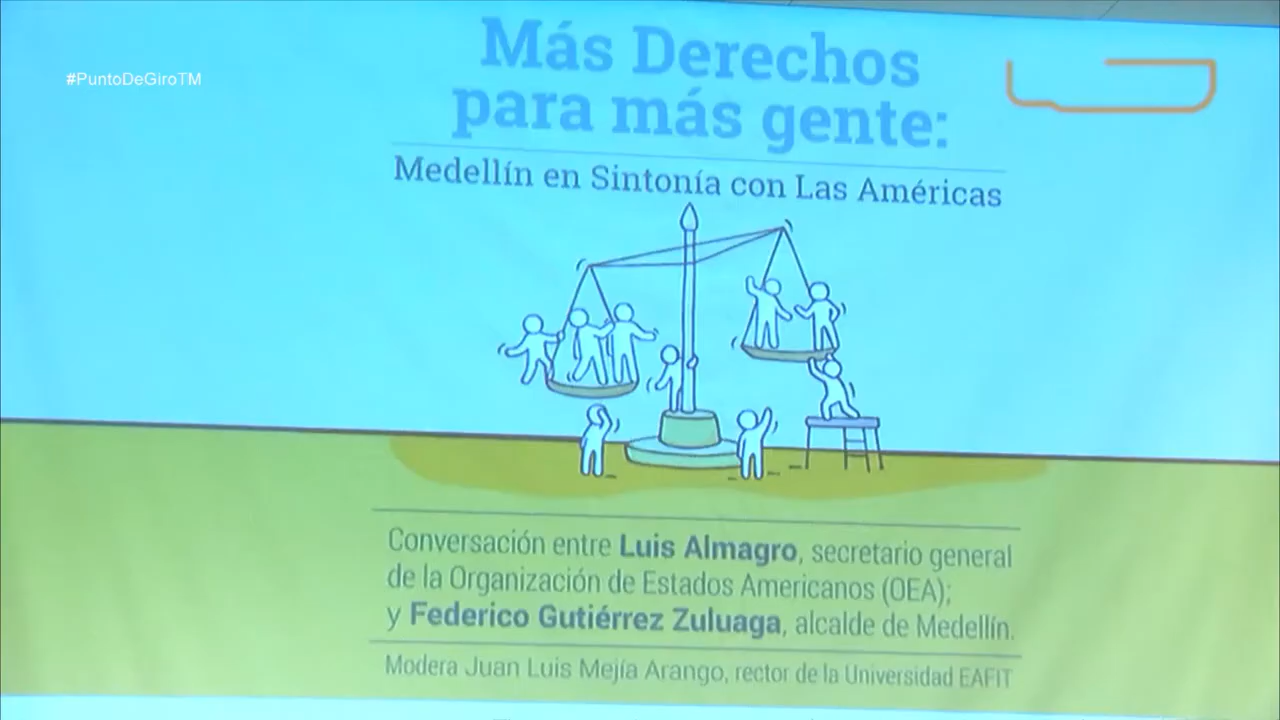 #PuntoDeGiroTM
Más Derechos
para más gente:
Medellín en Sintonía con Las Américas
Conversación entre Luis Almagro, secretario general
de la Organización de Estados Americanos (OEA);
y Federico Gutiérrez Zuluaga, alcalde de Medellín.
Modera Juan Luis Mejía Arango, rector de la Universidad EAFIT